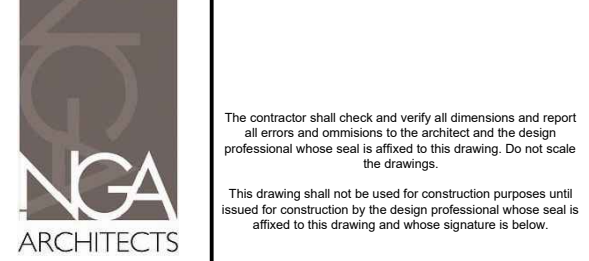 NGA
NGA
ARCHITECTS
The contractor shall check and verify all dimensions and report
all errors and ommisions to the architect and the design
professional whose seal is affixed to this drawing. Do not scale
the drawings.
This drawing shall not be used for construction purposes until
issued for construction by the design professional whose seal is
affixed to this drawing and whose signature is below.